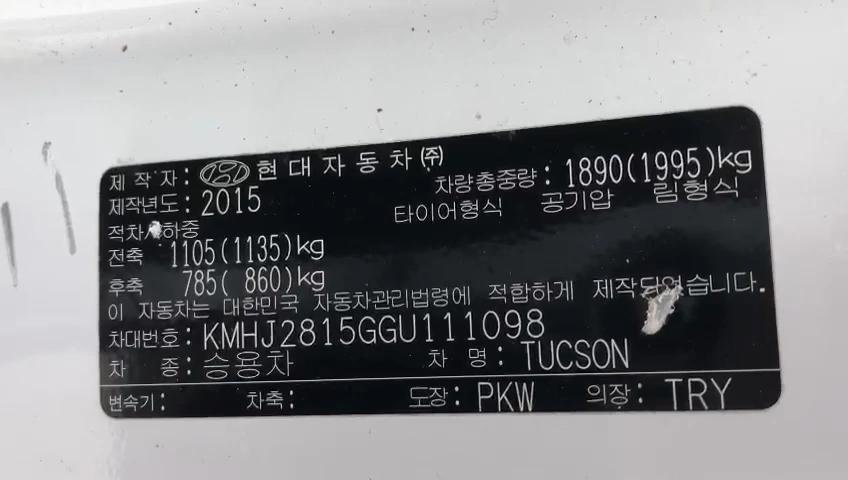 제 작 자: 현 대 자 동 차 ㈜
제작년도: 2015 차량총중량: 1890(1995)kg
적차시하중 타이어형식 공기압 림형식
전축 1105(1135)kg
후축 785( 860)kg
이 자동차는 대한민국 자동차관리법령에 적합하게 제작되었습니다.
차대번호: KMHJ2815GGU111098
차 종: 승용차 차 명: TUCSON
변속기: 차축: 도장: PKW 의장: TRY